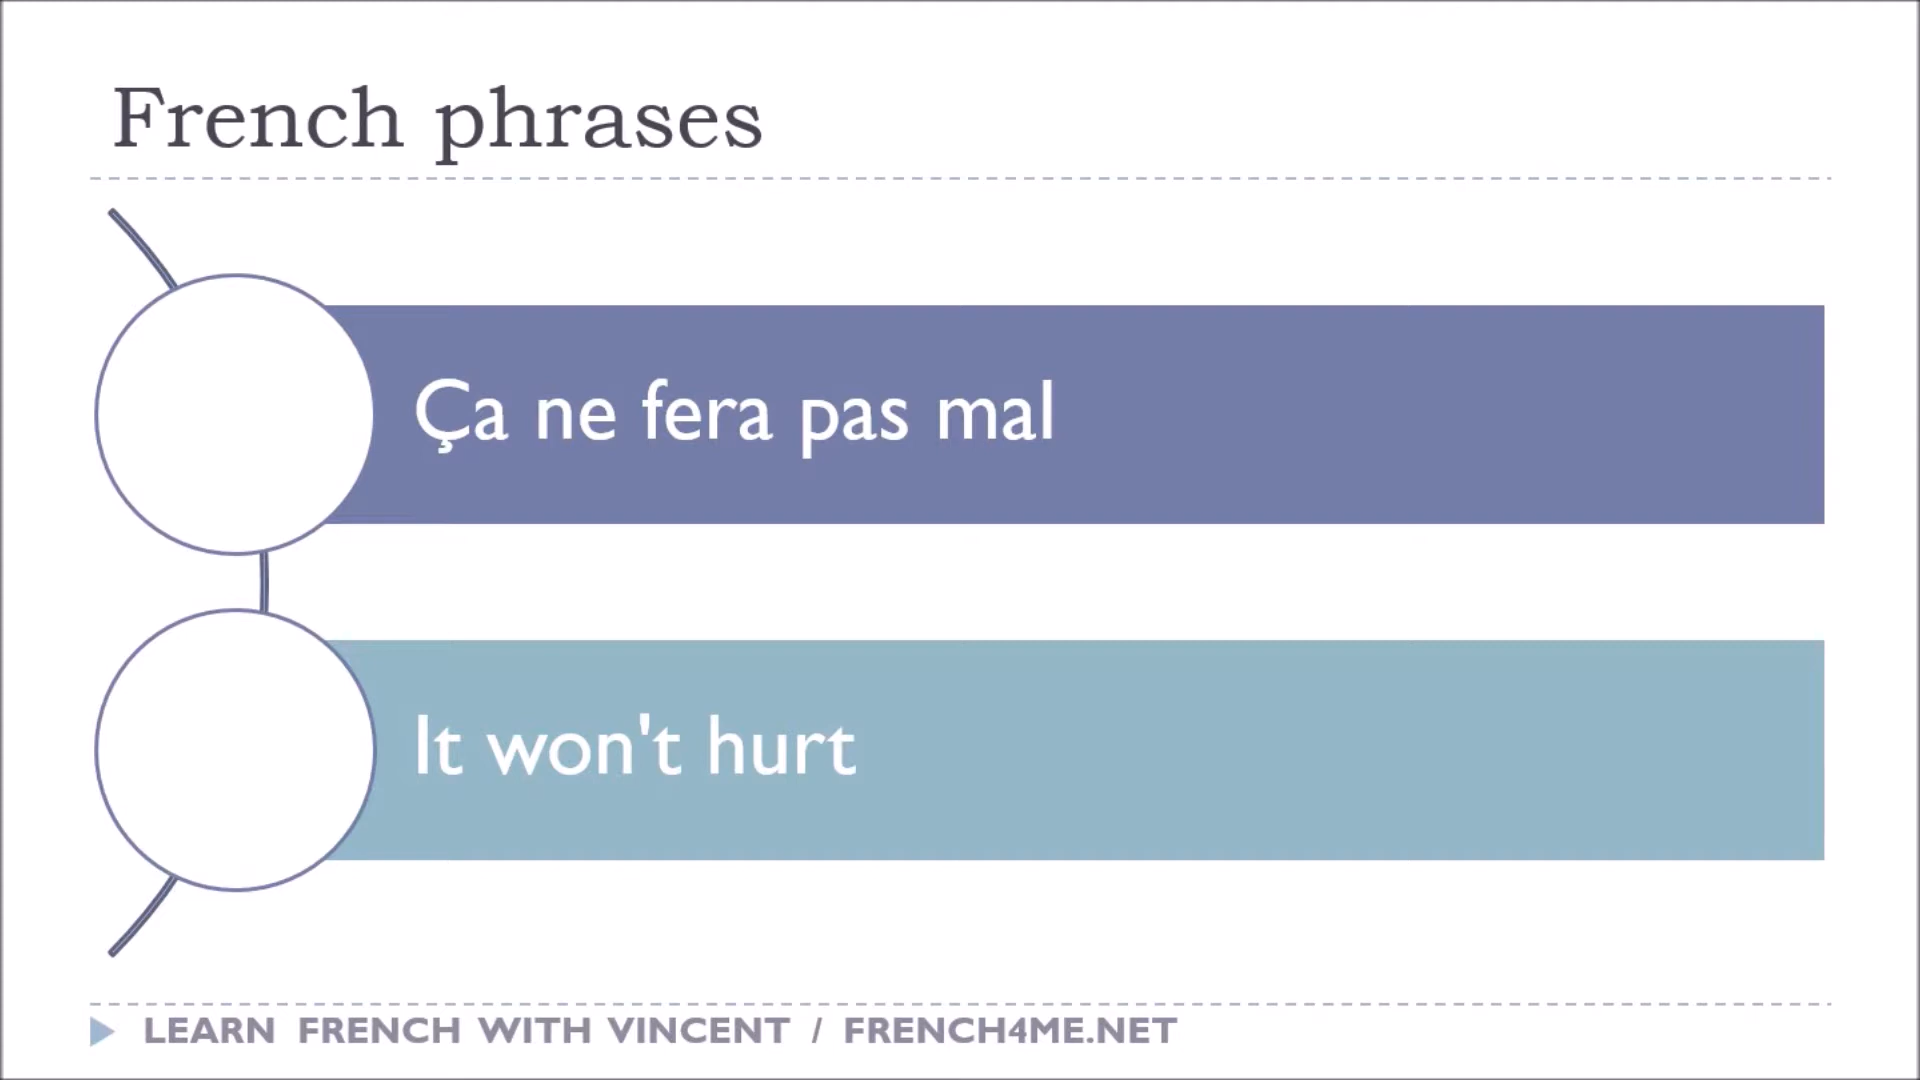 French phrases
Ça ne fera pas mal
It won't hurt
LEARN FRENCH WITH VINCENT / FRENCH4ME.NET